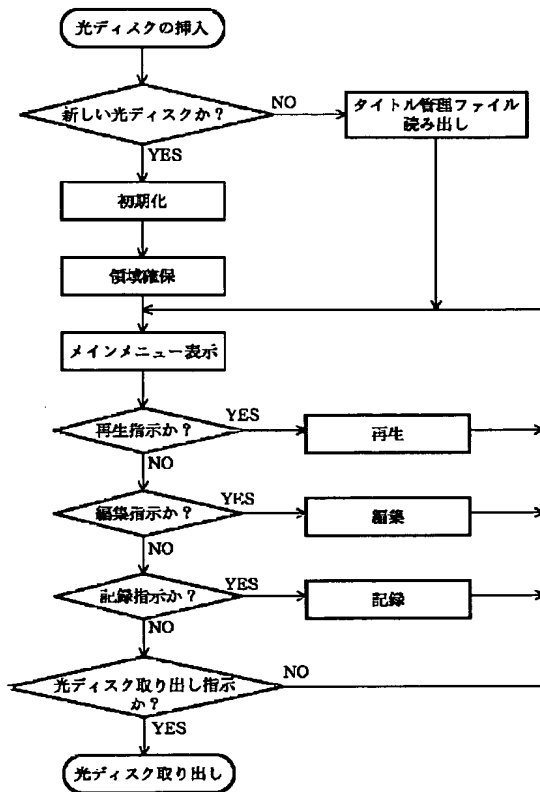 光ディスクの挿入
新しい光ディスクか？
NO
タイトル管理ファイル
読み出し
YES
初期化
領域確保
メインメニュー表示
再生指示か？
YES
再生
NO
編集指示か？
YES
編集
NO
記録指示か？
YES
記録
NO
光ディスク取り出し指示
か？
NO
YES
光ディスク取り出し